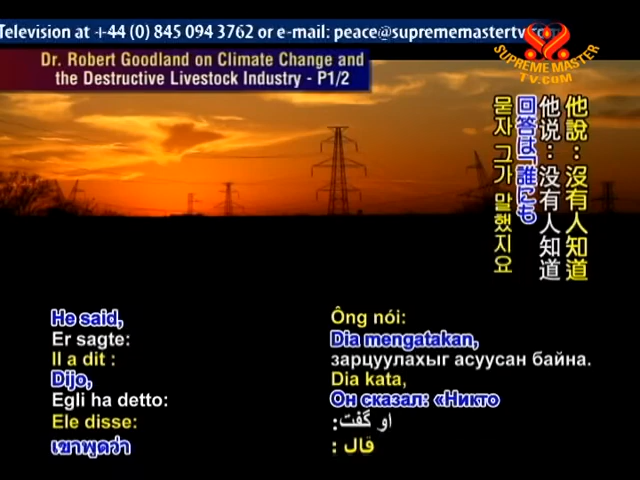 Television at +44 (0) 845 094 3762 or e-mail: peace@suprememastertv.com
SUPREME MASTER
TV.COM
Dr. Robert Goodland on Climate Change and
the Destructive Livestock Industry - P1/2
他說：沒有人知道
他说：没有人知道
回答は「誰にも
묻자 그가 말했지요
He said,
Er sagte:
Il a dit :
Dijo,
Egli ha detto:
Ele disse:
เขาพูดว่า
Ông nói:
Dia mengatakan,
зарцуулахыг асуусан байна.
Dia kata,
Он сказал: «Никто
او گفت:
قال :